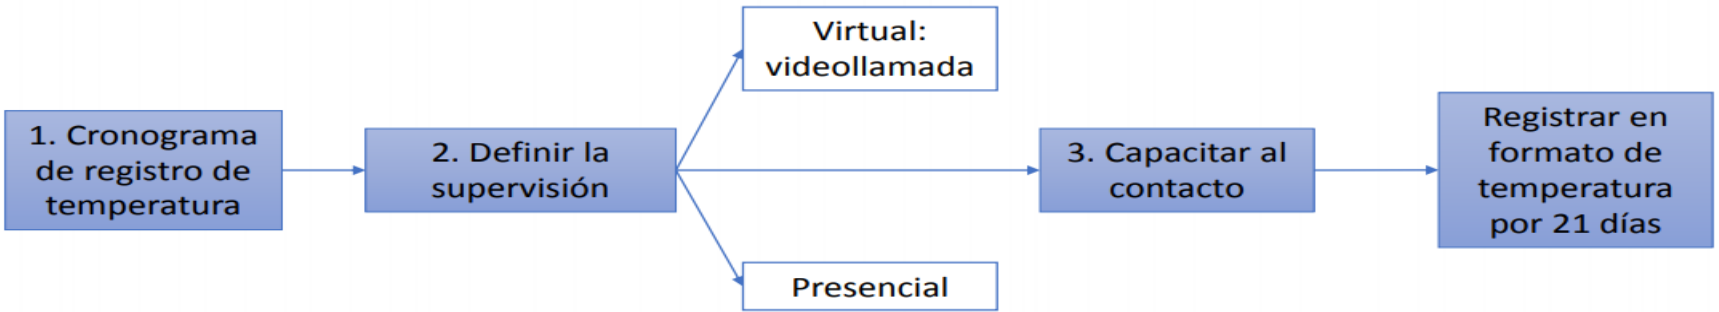 1. Cronograma
de registro de
temperatura
2. Definir la
supervisión
Virtual:
videollamada
Presencial
3. Capacitar al
contacto
Registrar en
formato de
temperatura
por 21 días